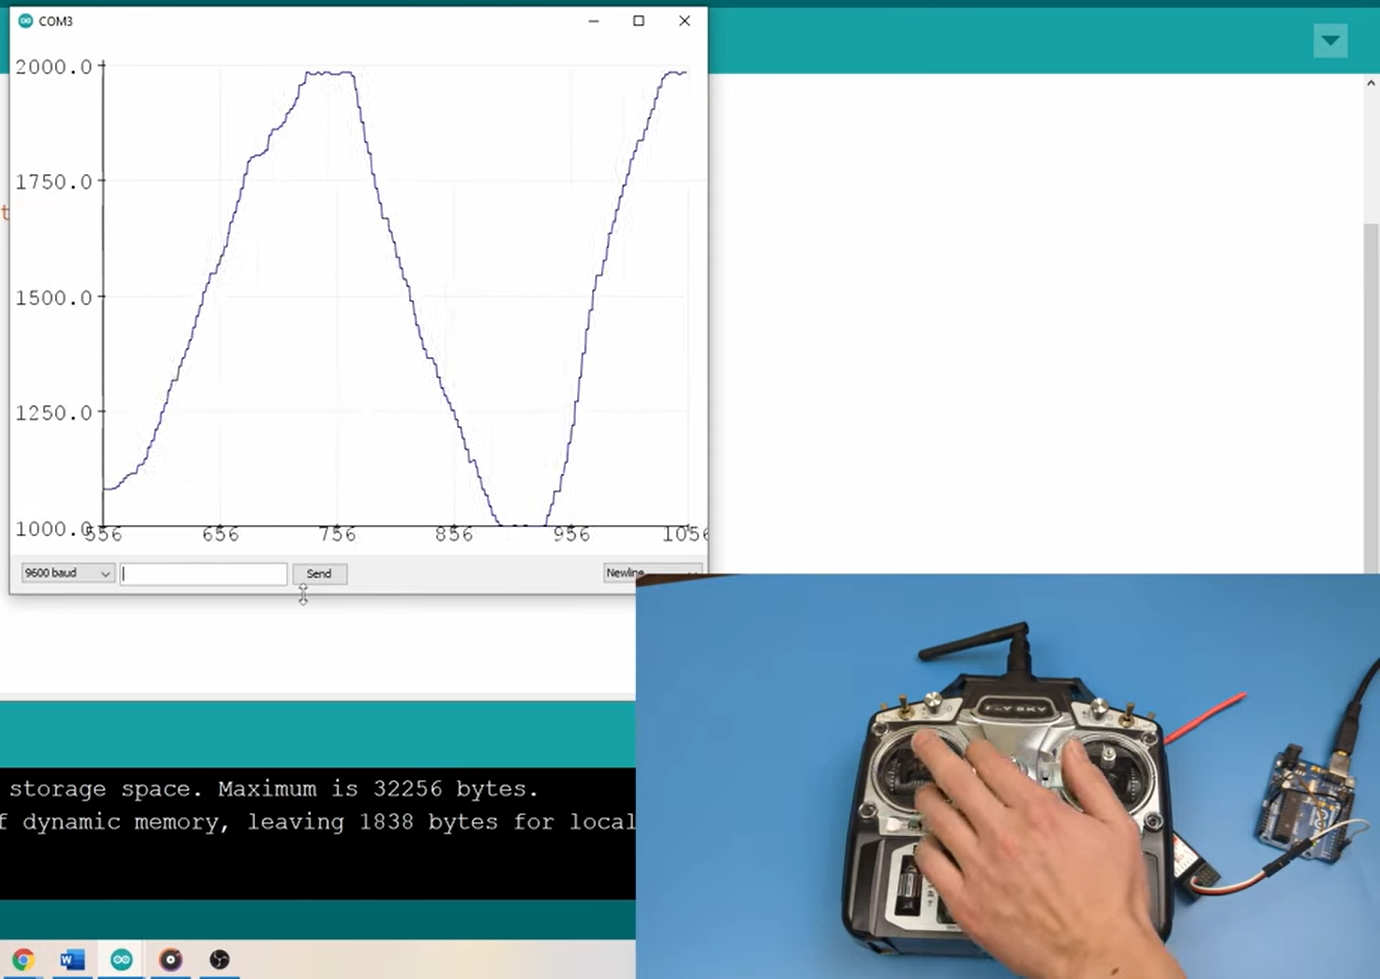 COM3
2000.0
1750.0
t
1500.0
1250.0
1000.0
556 656 756 856 956 1056
9600 baud
Send
Newline
storage space. Maximum is 32256 bytes.
f dynamic memory, leaving 1838 bytes for local
FLYSKY